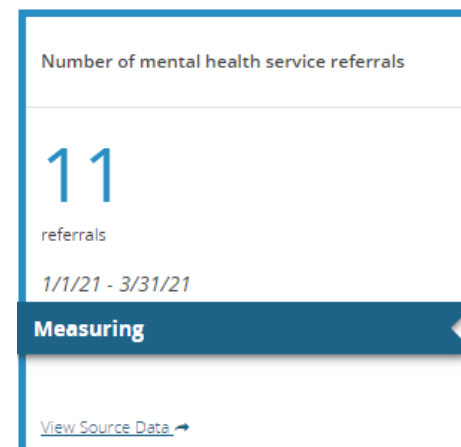 Number of mental health service referrals
11
referrals
1/1/21 - 3/31/21
Measuring
View Source Data